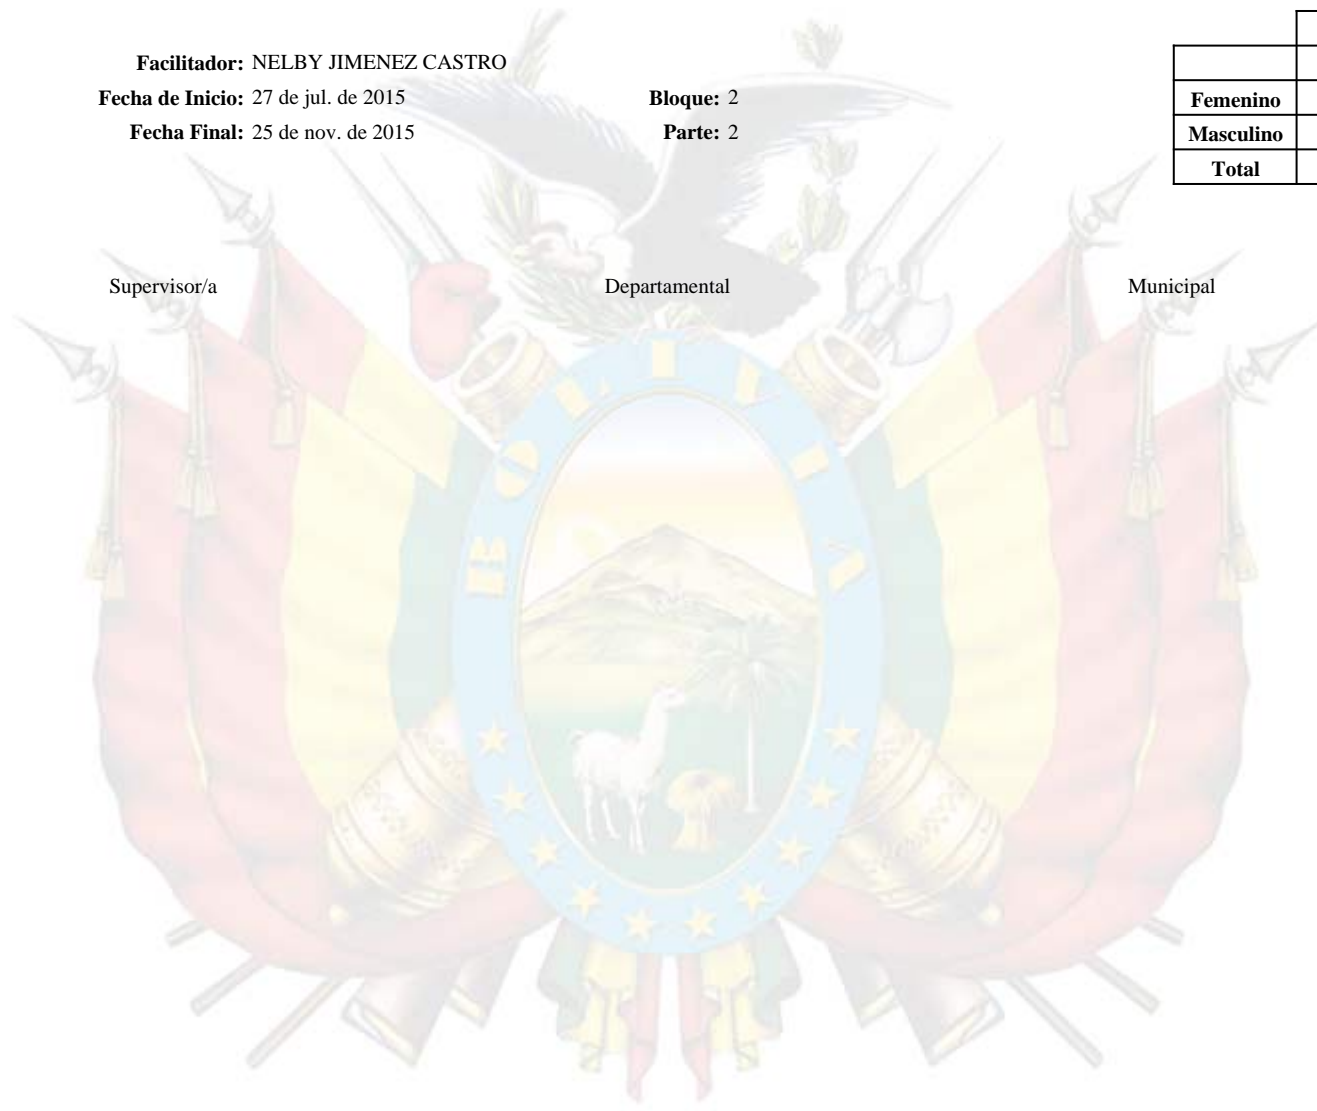 Facilitador: NELBY JIMENEZ CASTRO
Fecha de Inicio: 27 de jul. de 2015 Bloque: 2
Femenino
Fecha Final: 25 de nov. de 2015 Parte: 2
Masculino
Total
Supervisor/a Departamental Municipal
BOLIVIA